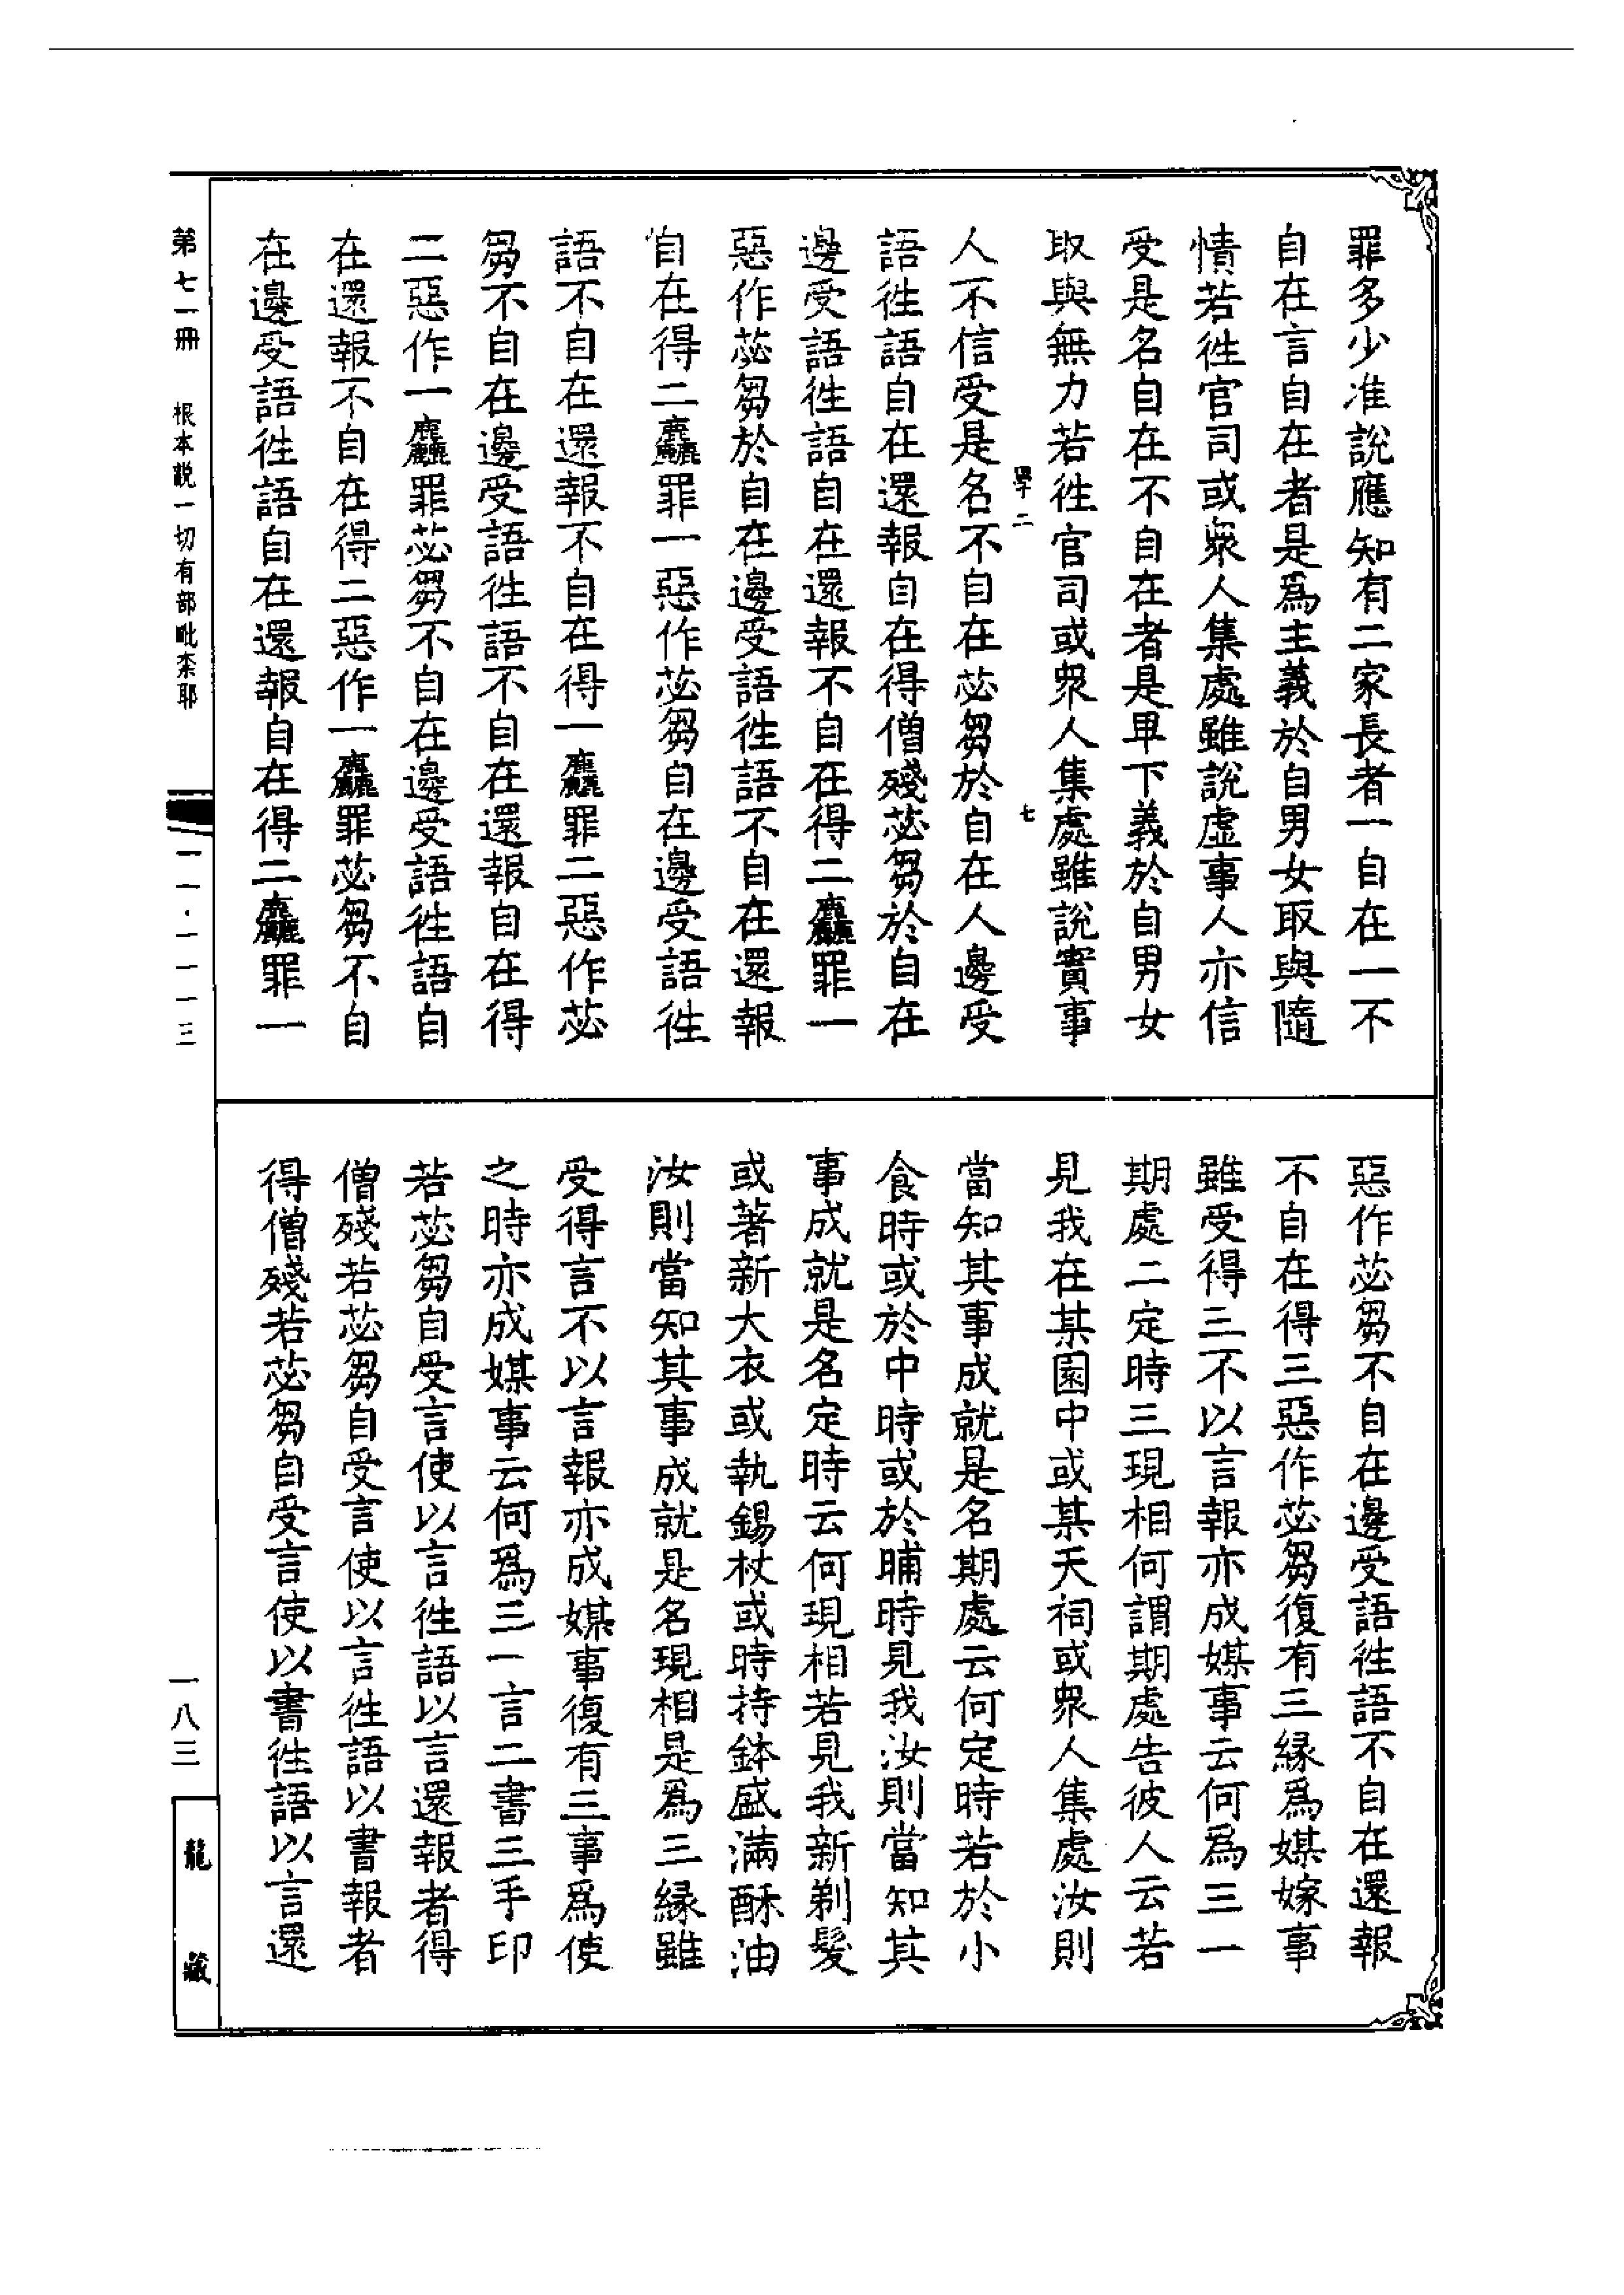 罪多少准說應知有二家長者一自在一不
自在言自在者是爲主義於自男女取與隨
情若徃官司或衆人集處雖說虛事人亦信
受是名自在不自在者是卑下義於自男女
取與無力若徃官司或衆人集處雖說實事
二
七
人不信受是名不自在苾芻於自在人邊受
語徃語自在還報自在得僧殘苾芻於自在
邊受語徃語自在還報不自在得二麤罪一
惡作苾芻於自在邊受語徃語不自在還報
自在得二麤罪一惡作苾芻自在邊受語徃
語不自在還報不自在得一麤罪二惡作苾
芻不自在邊受語徃語不自在還報自在得
二惡作一麤罪苾芻不自在邊受語徃語自
在還報不自在得二惡作一麤罪苾芻不自
在邊受語徃語自在還報自在得二麤罪一
惡作苾芻不自在邊受語徃語不自在還報
不自在得三惡作苾芻復有三緣爲媒嫁事
雖受得三不以言報亦成媒事云何爲三一
期處二定時三現相何謂期處告彼人云若
見我在某園中或某天祠或衆人集處汝則
當知其事成就是名期處云何定時若於小
食時或於中時或於晡時見我汝則當知其
事成就是名定時云何現相若見我新剃髮
或著新大衣或執錫杖或時持鉢盛滿酥油
汝則當知其事成就是名現相是爲三緣雖
受得言不以言報亦成媒事復有三事爲使
之時亦成媒事云何爲三一言二書三手印
若苾芻自受言使以言徃語以言還報者得
僧殘若苾芻自受言使以言徃語以書報者
得僧殘若苾芻自受言使以書徃語以言還
第七一冊 根本說一切有部毗柰耶
一一·一一一三
一八三
龍藏